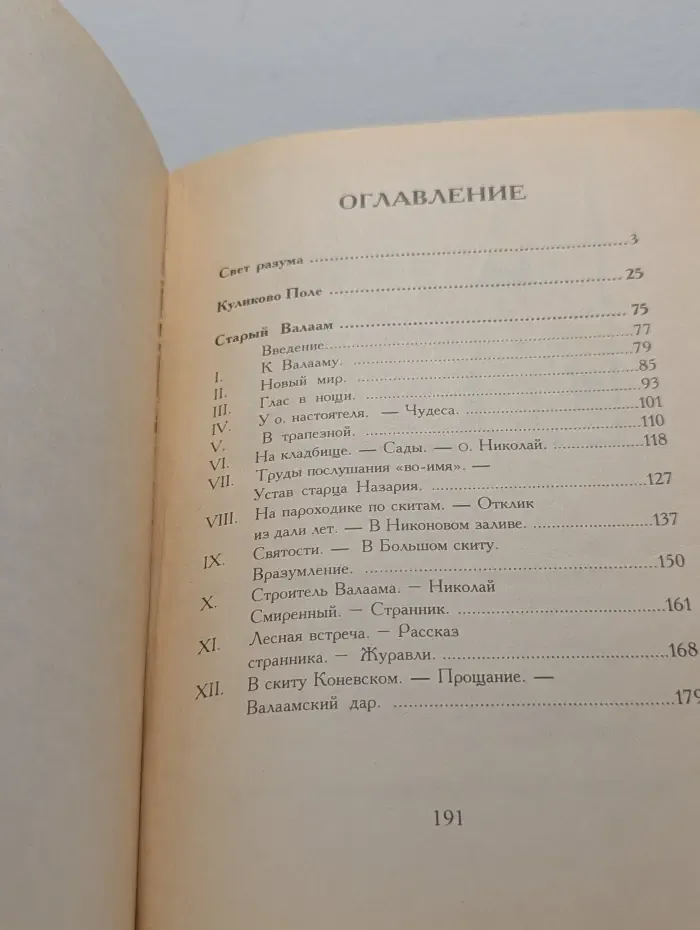 ОГЛАВЛЕНИЕ
Свет разума ........ 3
Куликово Поле ........ 25
Старый Валаам ........ 75
Введение ........ 77
I. К Валааму. ........ 79
II. Новый мир. ........ 85
III. Глас в нощи. ........ 93
IV. У о. настоятеля. — Чудеса. ........ 101
V. В трапезной. ........ 110
VI. На кладбище. — Сады. — о. Николай. ........ 118
VII. Труды послушания «во-имя». —
Устав старца Назария. ........ 127
VIII. На пароходике по скитам. — Отклик
из дали лет. — В Никоновом заливе. ........ 137
IX. Святости. — В Большом скиту.
Вразумление. ........ 150
X. Строитель Валаама. — Николай
Смиренный. — Странник. ........ 161
XI. Лесная встреча. — Рассказ
странника. — Журавли. ........ 168
XII. В скиту Коневском. — Прощание. —
Валаамский дар. ........ 179
191